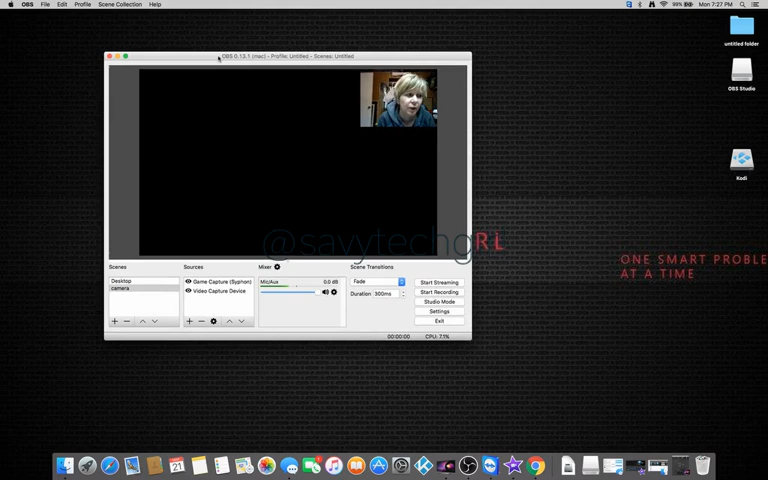 OBS File Edit Profile Scene Collection Help
99% Mon 7:27 PM
OBS 0.13.1 (mac) - Profile: Untitled - Scenes: Untitled
untitled folder
OBS Studio
Kodi
@savytechgRL
ONE SMART PROBLE
AT A TIME
Scenes Sources Mixer Scene Transitions
Desktop
camera
Game Capture (Syphon)
Video Capture Device
Mic/Aux 0.0 dB
Fade
Duration 300ms
Start Streaming
Start Recording
Studio Mode
Settings
Exit
00:00:00 CPU: 7.1%
21